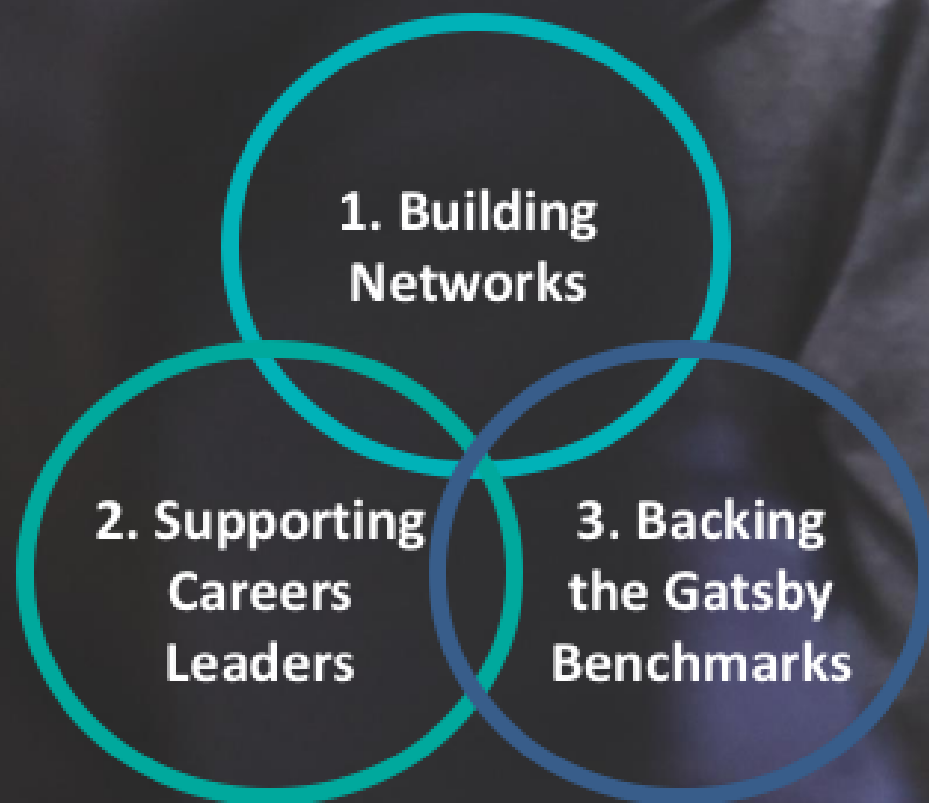 1. Building
Networks
2. Supporting
Careers
Leaders
3. Backing
the Gatsby
Benchmarks